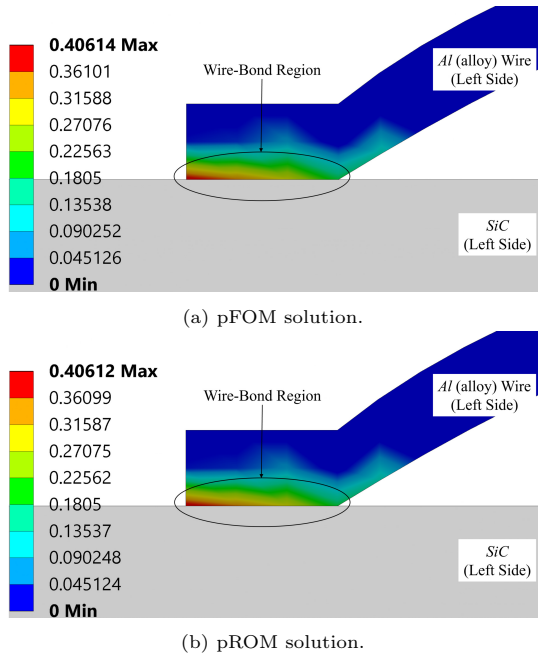 0.40614 Max
0.36101
0.31588
0.27076
0.22563
0.1805
0.13538
0.090252
0.045126
0 Min
Wire-Bond Region
Al (alloy) Wire
(Left Side)
SiC
(Left Side)
(a) pFOM solution.
0.40612 Max
0.36099
0.31587
0.27075
0.22562
0.1805
0.13537
0.090248
0.045124
0 Min
Wire-Bond Region
Al (alloy) Wire
(Left Side)
SiC
(Left Side)
(b) pROM solution.